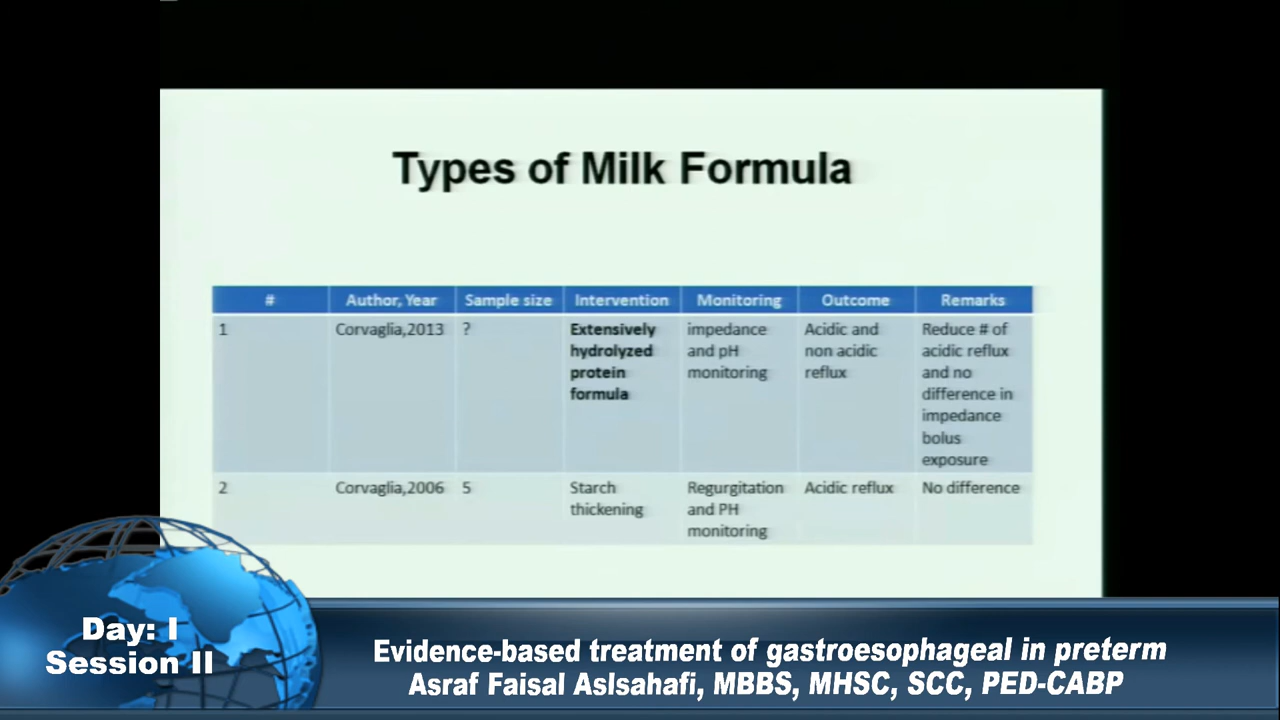 Types of Milk Formula
# Author, Year Sample size Intervention Monitoring Outcome Remarks
1 Corvaglia,2013 ? Extensively hydrolyzed protein formula impedance and pH monitoring Acidic and non acidic reflux Reduce # of acidic reflux and no difference in impedance bolus exposure
2 Corvaglia,2006 5 Starch thickening Regurgitation and PH monitoring Acidic reflux No difference
Day: I
Session II
Evidence-based treatment of gastroesophageal in preterm
Asraf Faisal Aslsahafi, MBBS, MHSC, SCC, PED-CABP